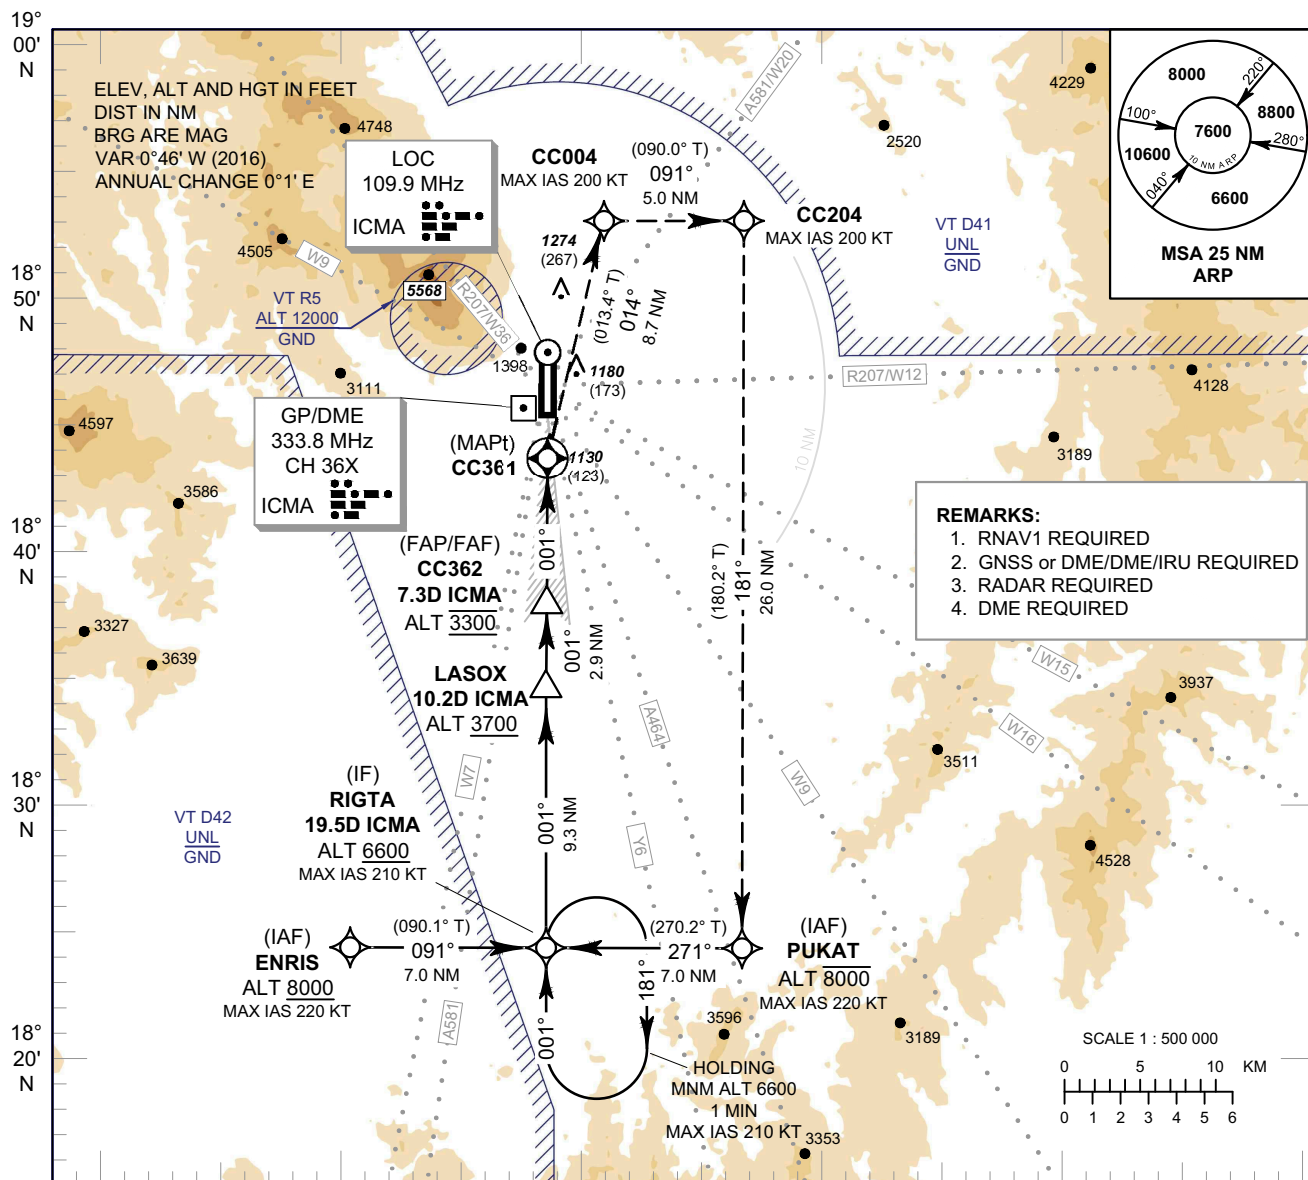 19°
00'
N
ELEV, ALT AND HGT IN FEET
DIST IN NM
BRG ARE MAG
VAR 0°46' W (2016)
ANNUAL CHANGE 0°1' E
4748
LOC
109.9 MHz
ICMA
CC004
MAX IAS 200 KT
(090.0° T)
091°
5.0 NM
A581/W20
2520
4229
CC204
MAX IAS 200 KT
VT D41
UNL
GND
8000
220°
100°
8800
7600
10 NM ARP
280°
10600
040°
6600
MSA 25 NM
ARP
4505
W9
1274
(267)
5568
R207/W36
VT R5
ALT 12000
GND
18°
50'
N
(013.4° T)
014°
8.7 NM
1398
3111
1180
(173)
R207/W12
4128
4597
GP/DME
333.8 MHz
CH 36X
ICMA
(MAPt)
CC361
1130
(123)
10 NM
3189
3586
18°
40'
N
(FAP/FAF)
CC362
7.3D ICMA
ALT 3300
001°
REMARKS:
1. RNAV1 REQUIRED
2. GNSS or DME/DME/IRU REQUIRED
3. RADAR REQUIRED
4. DME REQUIRED
(180.2° T)
181°
26.0 NM
3327
3639
001°
2.9 NM
LASOX
10.2D ICMA
ALT 3700
W15
3937
A464
W16
3511
W7
W9
18°
30'
N
(IF)
RIGTA
19.5D ICMA
ALT 6600
MAX IAS 210 KT
VT D42
UNL
GND
001°
9.3 NM
Y6
4528
(IAF)
ENRIS
ALT 8000
MAX IAS 220 KT
(090.1° T)
091°
7.0 NM
(270.2° T)
271°
7.0 NM
(IAF)
PUKAT
ALT 8000
MAX IAS 220 KT
181°
001°
A581
3596
3189
18°
20'
N
HOLDING
MNM ALT 6600
1 MIN
MAX IAS 210 KT
3353
SCALE 1 : 500 000
0 5 10 KM
0 1 2 3 4 5 6